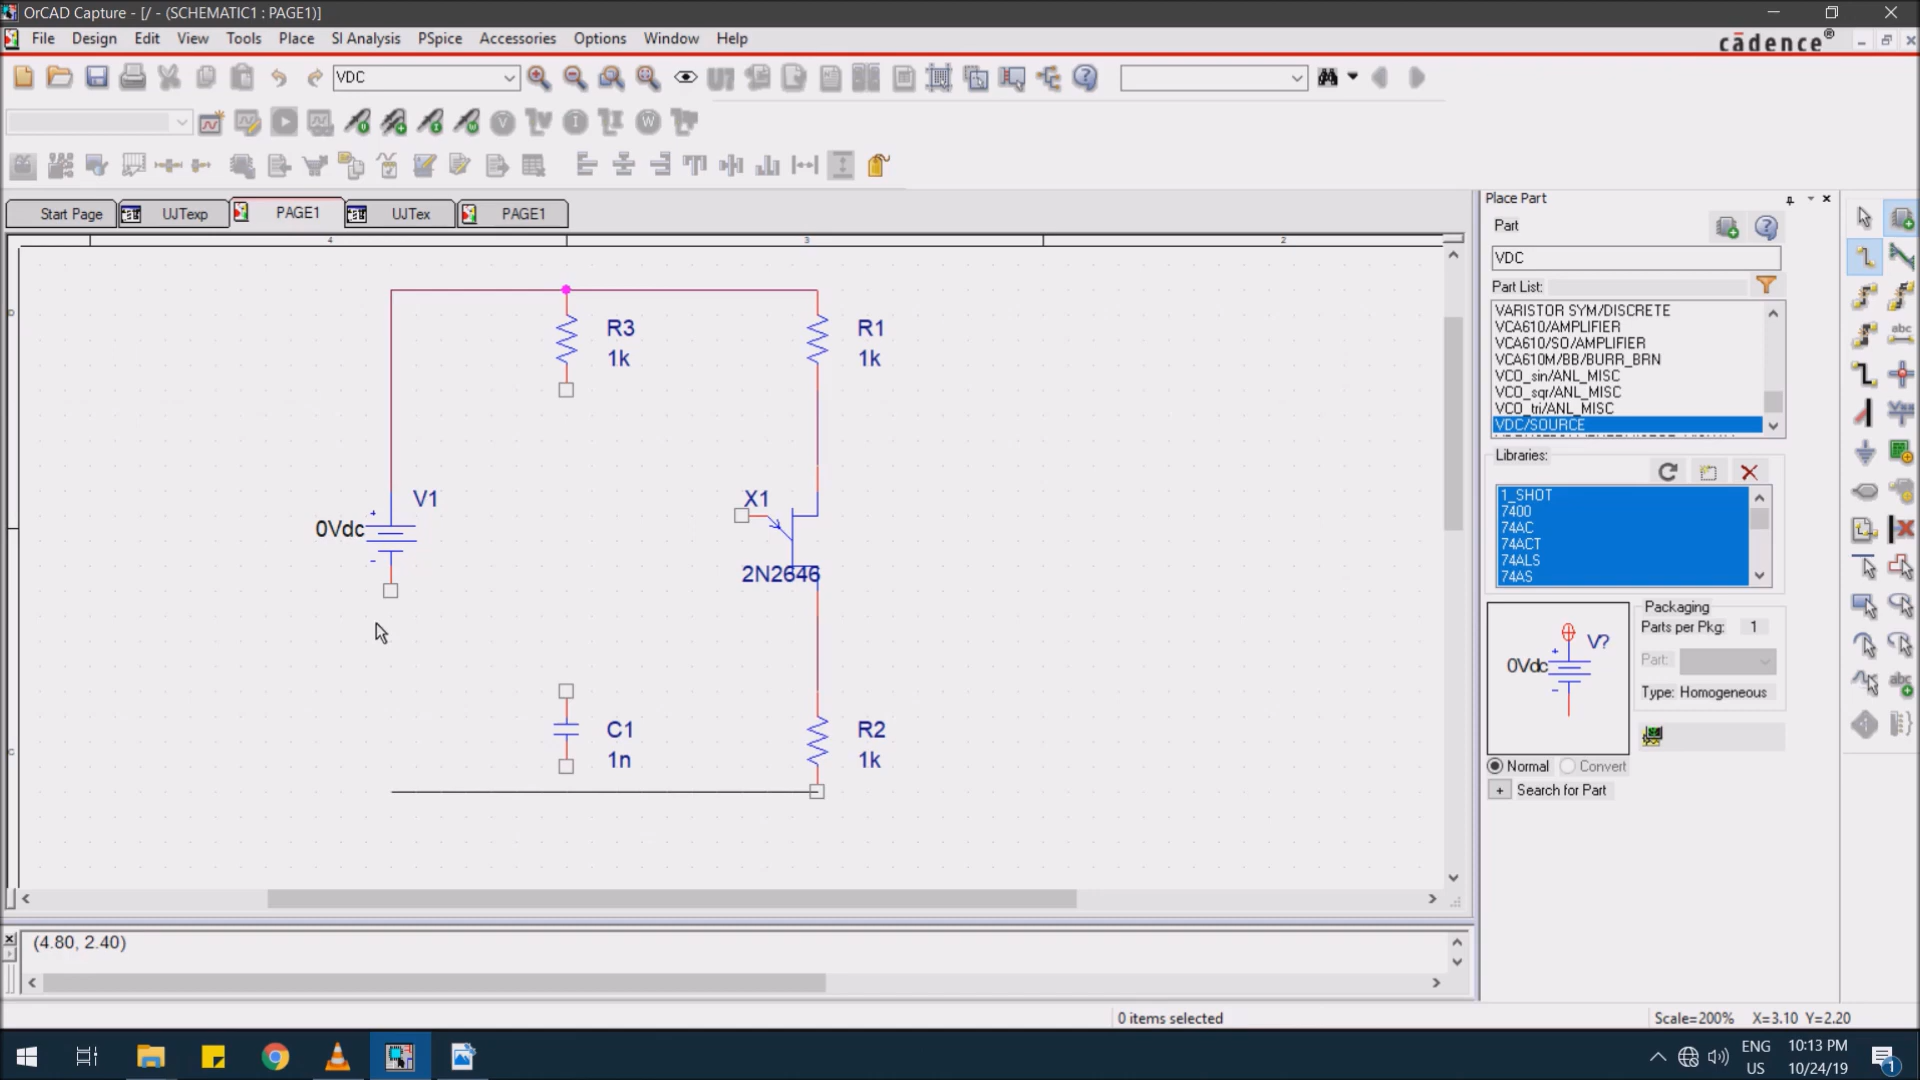 OrCAD Capture - [/ - (SCHEMATIC1 : PAGE1)]
File Design Edit View Tools Place SI Analysis PSpice Accessories Options Window Help
cādence®
VDC
Start Page UJTexp PAGE1 UJTex PAGE1
4 3 2
R3
1k
R1
1k
V1
0Vdc
+
-
X1
2N2646
C1
1n
R2
1k
Place Part
Part
VDC
Part List:
VARISTOR SYM/DISCRETE
VCA610/AMPLIFIER
VCA610/SO/AMPLIFIER
VCA610M/BB/BURR_BRN
VCO_sin/ANL_MISC
VCO_sqr/ANL_MISC
VCO_tri/ANL_MISC
VDC/SOURCE
Libraries:
1_SHOT
7400
74AC
74ACT
74ALS
74AS
V?
0Vdc
+
-
Packaging
Parts per Pkg: 1
Part:
Type: Homogeneous
Normal Convert
+ Search for Part
(4.80, 2.40)
0 items selected
Scale=200% X=3.10 Y=2.20
ENG
US
10:13 PM
10/24/19
1